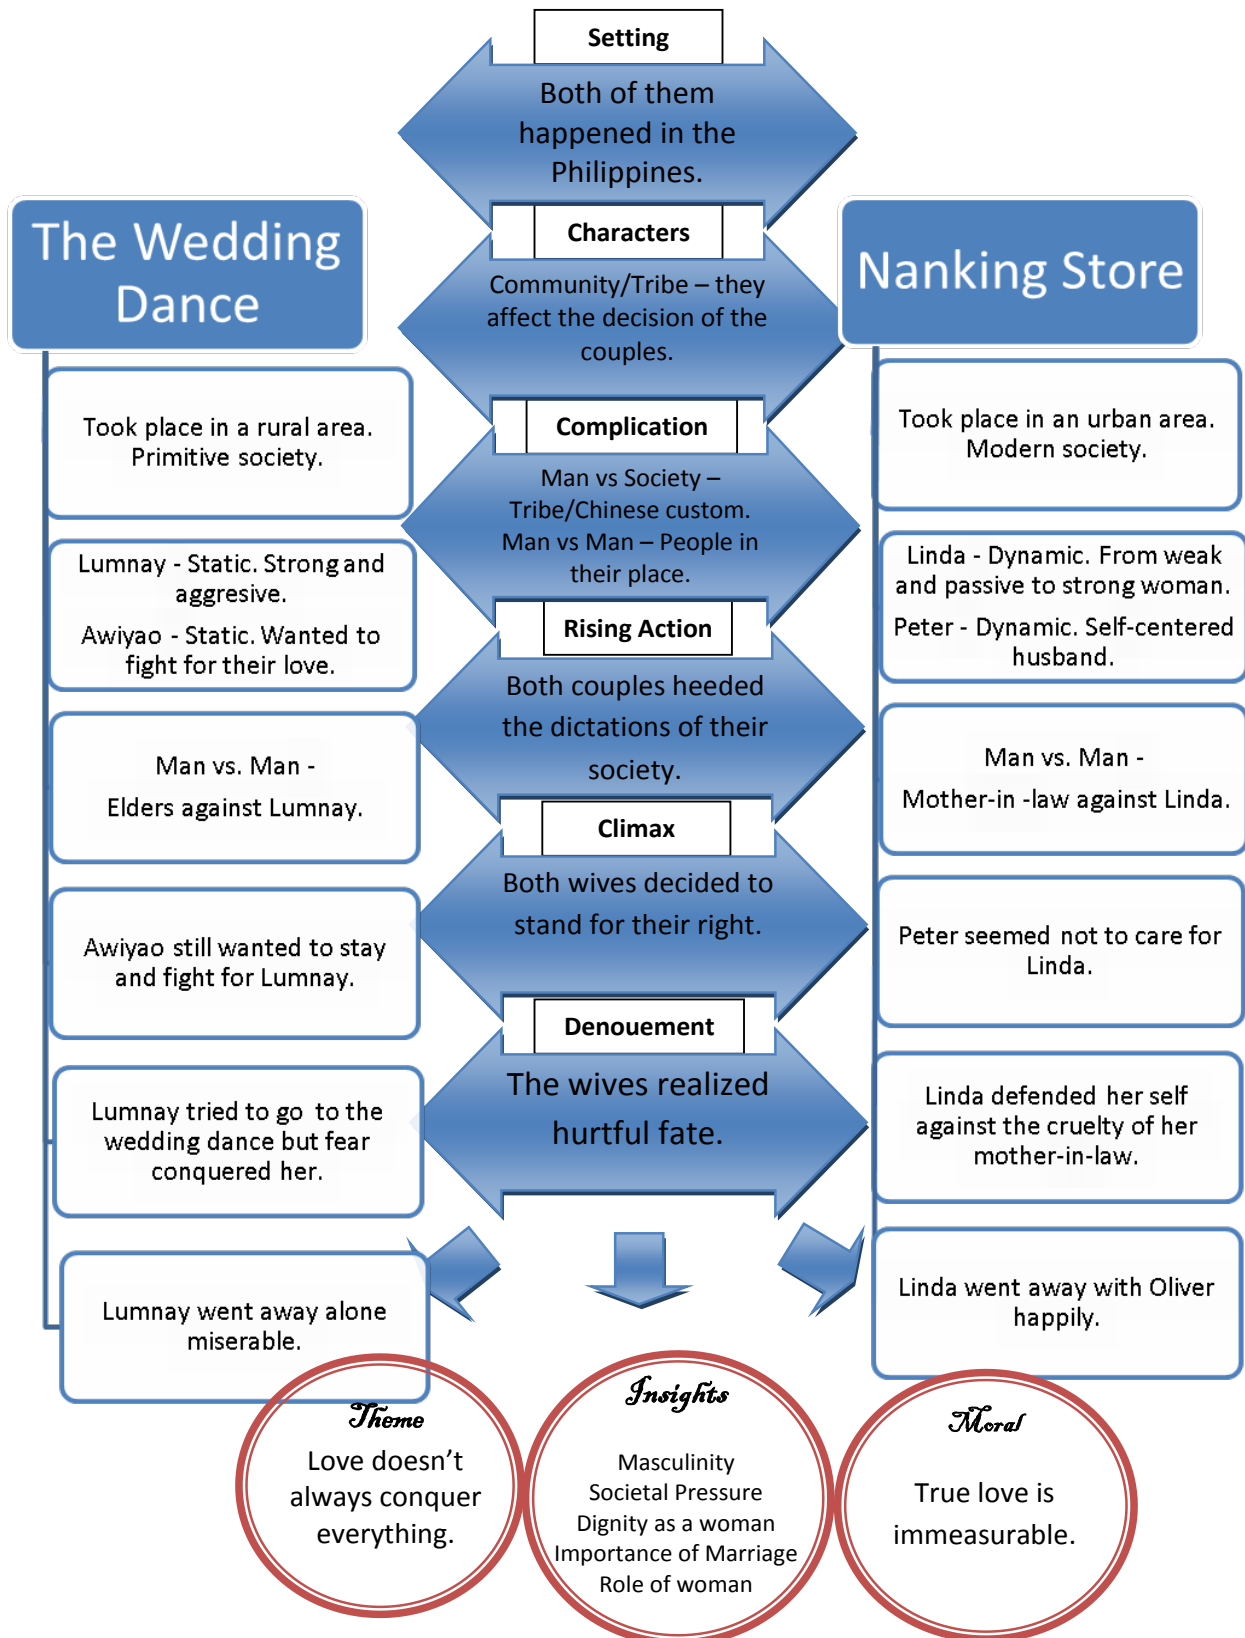 Setting
Both of them
happened in the
Philippines.
Characters
Community/Tribe – they
affect the decision of the
couples.
Complication
Man vs Society –
Tribe/Chinese custom.
Man vs Man – People in
their place.
Rising Action
Both couples heeded
the dictations of their
society.
Climax
Both wives decided to
stand for their right.
Denouement
The wives realized
hurtful fate.
The Wedding
Dance
Took place in a rural area.
Primitive society.
Lumnay - Static. Strong and
aggresive.
Awiyao - Static. Wanted to
fight for their love.
Man vs. Man -
Elders against Lumnay.
Awiyao still wanted to stay
and fight for Lumnay.
Lumnay tried to go to the
wedding dance but fear
conquered her.
Lumnay went away alone
miserable.
Nanking Store
Took place in an urban area.
Modern society.
Linda - Dynamic. From weak
and passive to strong woman.
Peter - Dynamic. Self-centered
husband.
Man vs. Man -
Mother-in -law against Linda.
Peter seemed not to care for
Linda.
Linda defended her self
against the cruelty of her
mother-in-law.
Linda went away with Oliver
happily.
Theme
Love doesn’t
always conquer
everything.
Insights
Masculinity
Societal Pressure
Dignity as a woman
Importance of Marriage
Role of woman
Moral
True love is
immeasurable.